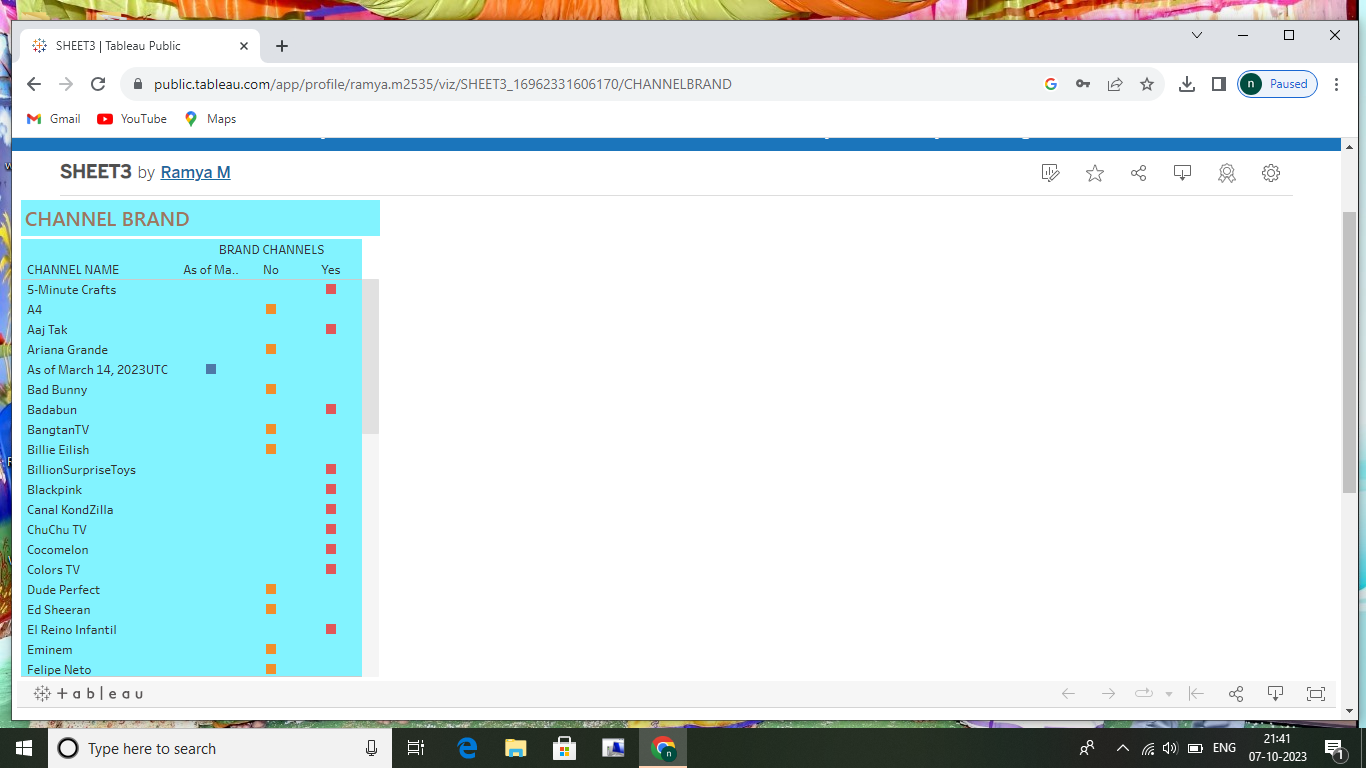 SHEET3 | Tableau Public
public.tableau.com/app/profile/ramya.m2535/viz/SHEET3_16962331606170/CHANNELBRAND
n Paused
Gmail YouTube Maps
SHEET3 by Ramya M
CHANNEL BRAND
BRAND CHANNELS
CHANNEL NAME As of Ma.. No Yes
5-Minute Crafts
A4
Aaj Tak
Ariana Grande
As of March 14, 2023UTC
Bad Bunny
Badabun
BangtanTV
Billie Eilish
BillionSurpriseToys
Blackpink
Canal KondZilla
ChuChu TV
Cocomelon
Colors TV
Dude Perfect
Ed Sheeran
El Reino Infantil
Eminem
Felipe Neto
tableau
Type here to search
n
ENG
21:41
07-10-2023
1